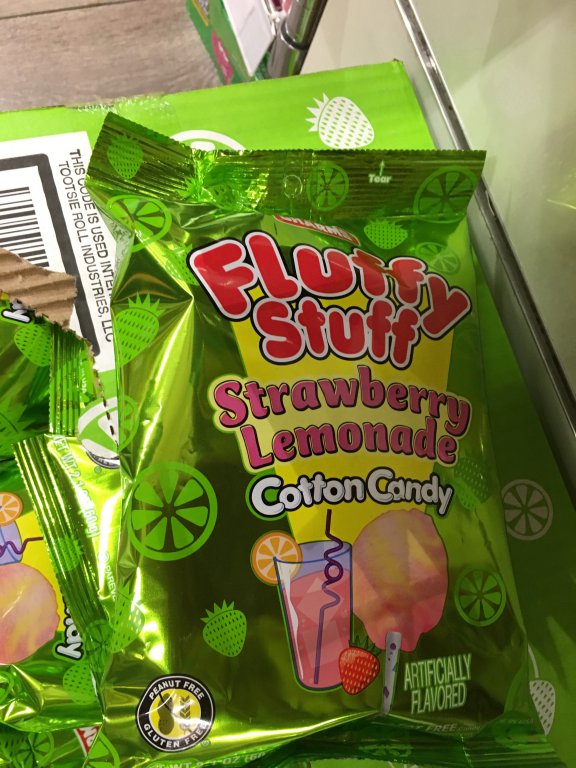 THIS CODE IS USED
TOOTSIE ROLL INDUSTRIES, LLC
Tear
CHARMS
Fluffy
Stuff
Strawberry
Lemonade
Cotton Candy
ARTIFICIALLY
FLAVORED
PEANUT FREE
GLUTEN FREE